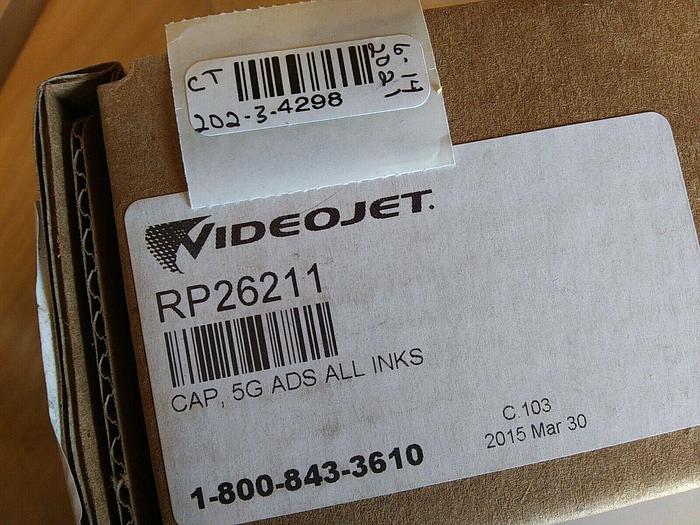 CT
6-14
2021
202-3-4298
VIDEOJET.
RP26211
CAP, 5G ADS ALL INKS
C.103
2015 Mar 30
1-800-843-3610